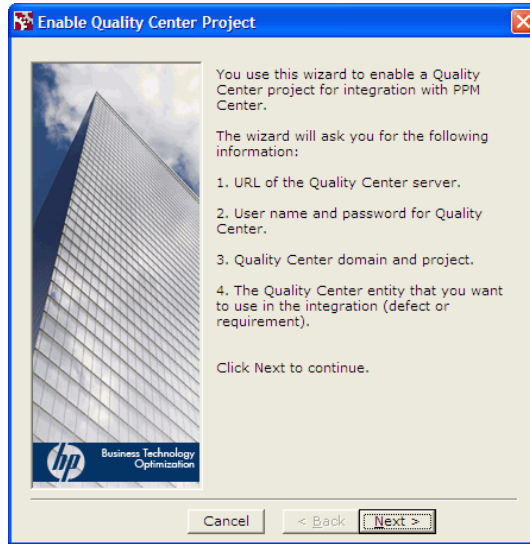 Enable Quality Center Project
You use this wizard to enable a Quality
Center project for integration with PPM
Center.
The wizard will ask you for the following
information:
1. URL of the Quality Center server.
2. User name and password for Quality
Center.
3. Quality Center domain and project.
4. The Quality Center entity that you want
to use in the integration (defect or
requirement).
Click Next to continue.
hp
Business Technology
Optimization
Cancel
< Back
Next >